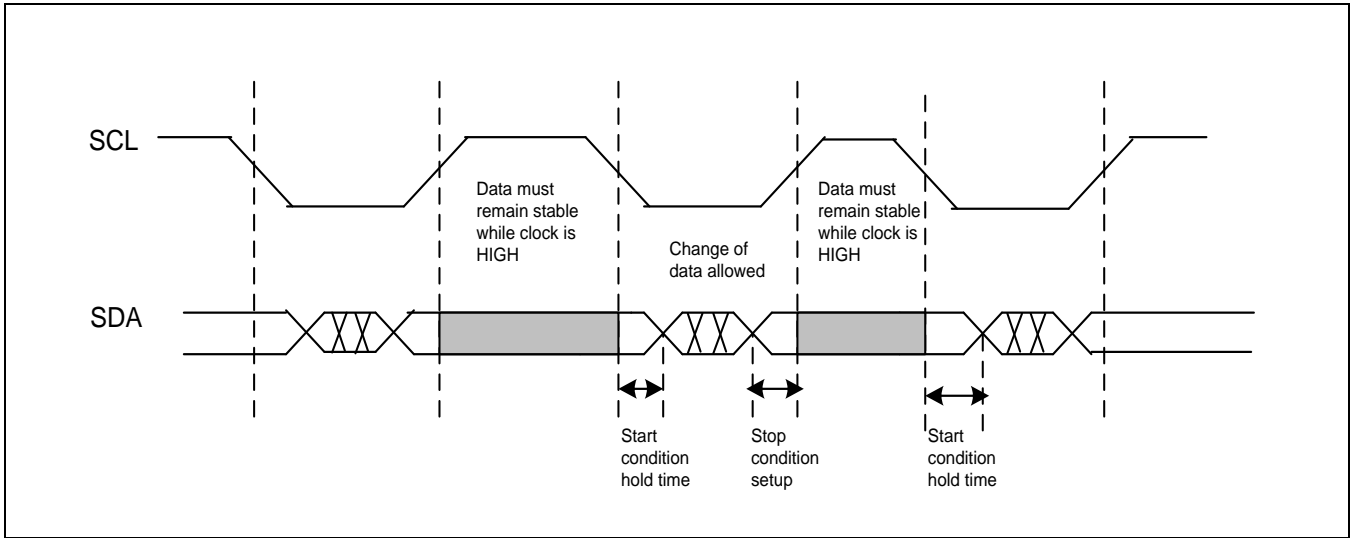 SCL
Data must
remain stable
while clock is
HIGH
Change of
data allowed
Data must
remain stable
while clock is
HIGH
SDA
Start
condition
hold time
Stop
condition
setup
Start
condition
hold time